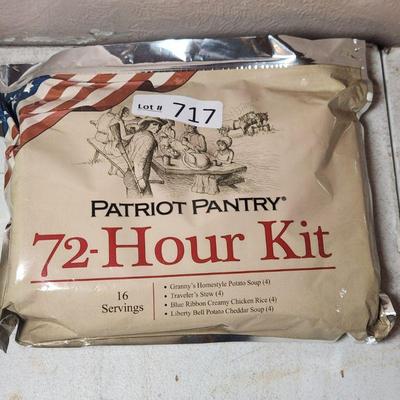 Lot # 717
PATRIOT PANTRY®
72-Hour Kit
16
Servings
• Granny's Homestyle Potato Soup (4)
• Traveler's Stew (4)
• Blue Ribbon Creamy Chicken Rice (4)
• Liberty Bell Potato Cheddar Soup (4)